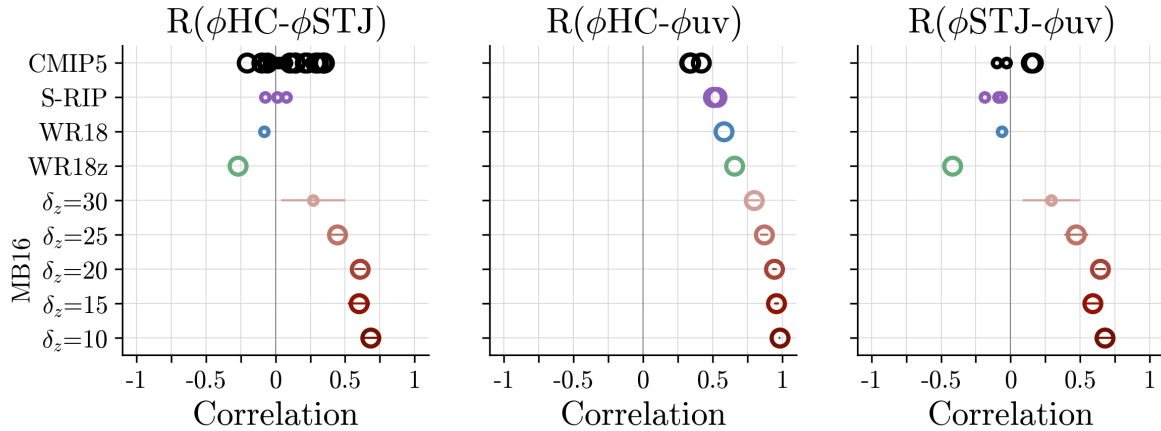 R(ϕHC-ϕSTJ)
R(ϕHC-ϕuv)
R(ϕSTJ-ϕuv)
CMIP5
S-RIP
WR18
WR18z
δz=30
δz=25
δz=20
δz=15
δz=10
MB16
-1 -0.5 0 0.5 1
-1 -0.5 0 0.5 1
-1 -0.5 0 0.5 1
Correlation
Correlation
Correlation